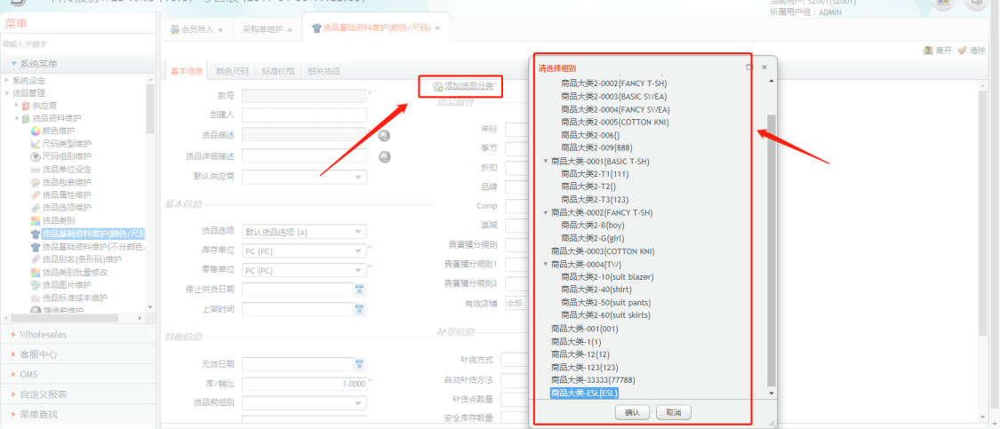 所属用户组 : ADMIN
菜单
会员导入 ×
采购单维护 ×
货品基础资料维护(颜色/尺码) ×
请输入关键字
离开
清除
系统菜单
系统设定
货品管理
供应商
货品资料维护
颜色维护
尺码类型维护
尺码组别维护
货品单位设定
货品包装维护
货品属性维护
货品选项维护
货品类别
货品基础资料维护(颜色/尺码
货品基础资料维护(不分颜色,
货品别名(条形码)维护
货品类别批量修改
货品图片维护
货品标准成本维护
增值税维护
Wholesales
客服中心
OMS
自定义报表
菜单查找
基本信息
颜色尺码
标准价格
相关货品
款号 *
创建人
货品描述 *
货品详细描述
默认供应商
基本信息
货品选项 默认货品选项 (A)
库存单位 PC (PC) *
零售单位 PC (PC) *
停止供货日期
上架时间
其他信息
无效日期
库/销比 1.0000 *
货品税组别
添加货品分类*
货品属性
年份
季节
折扣
品牌
Comp
區域
貴賓積分規則
貴賓積分規則1
貴賓積分規則2
有效店铺 全部
补货信息
补货方式
自动补货方法
补货点数量
安全库存数量
请选择组别
商品大类2-0002(FANCY T-SH)
商品大类2-0003(BASIC SWEA)
商品大类2-0004(FANCY SWEA)
商品大类2-0005(COTTON KNI)
商品大类2-006()
商品大类2-009(888)
商品大类-0001(BASIC T-SH)
商品大类2-T1(111)
商品大类2-T2()
商品大类2-T3(123)
商品大类-0002(FANCY T-SH)
商品大类2-B(boy)
商品大类2-G(girl)
商品大类-0003(COTTON KNI)
商品大类-0004(TW)
商品大类2-10(suit blazer)
商品大类2-40(shirt)
商品大类2-50(suit pants)
商品大类2-60(suit skirts)
商品大类-001(001)
商品大类-1(1)
商品大类-12(12)
商品大类-123(123)
商品大类-33333(77788)
商品大类-ESL(ESL)
确认
取消